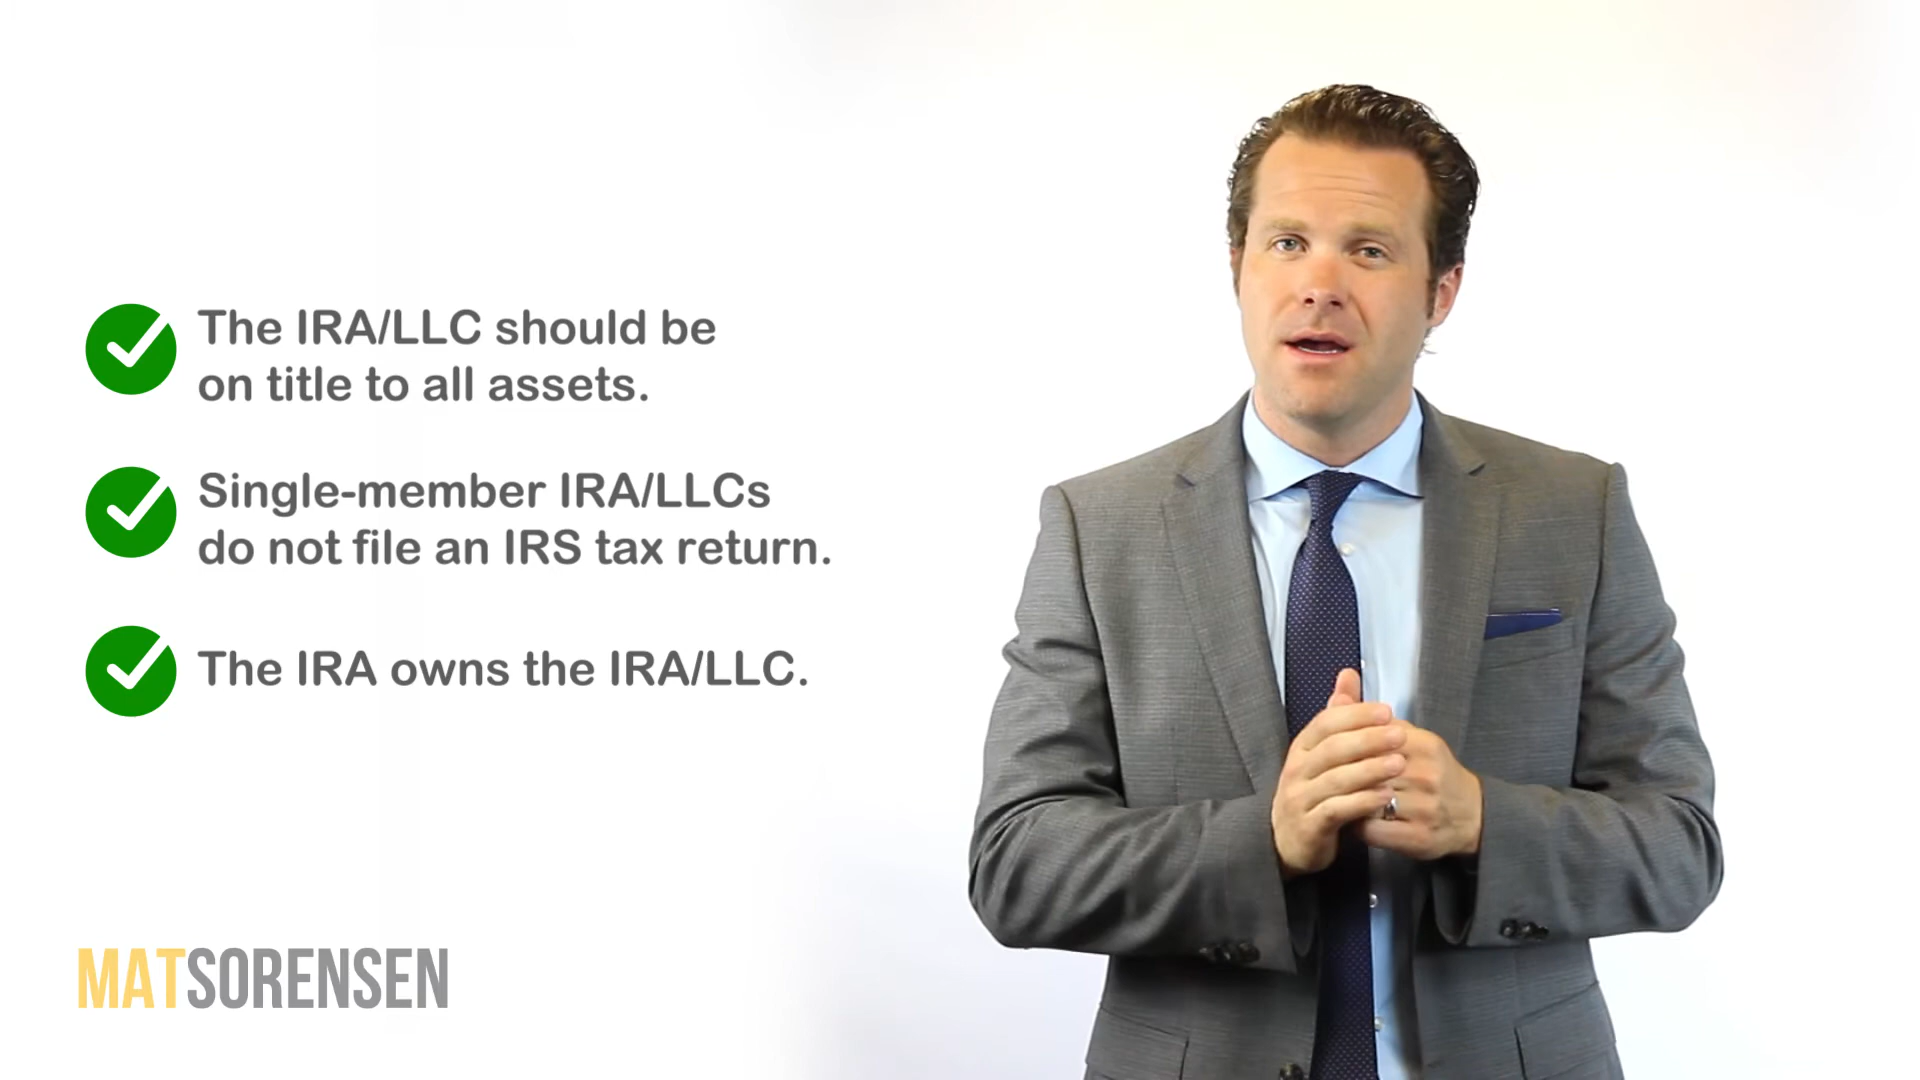 The IRA/LLC should be
on title to all assets.
Single-member IRA/LLCs
do not file an IRS tax return.
The IRA owns the IRA/LLC.
MATSORENSEN